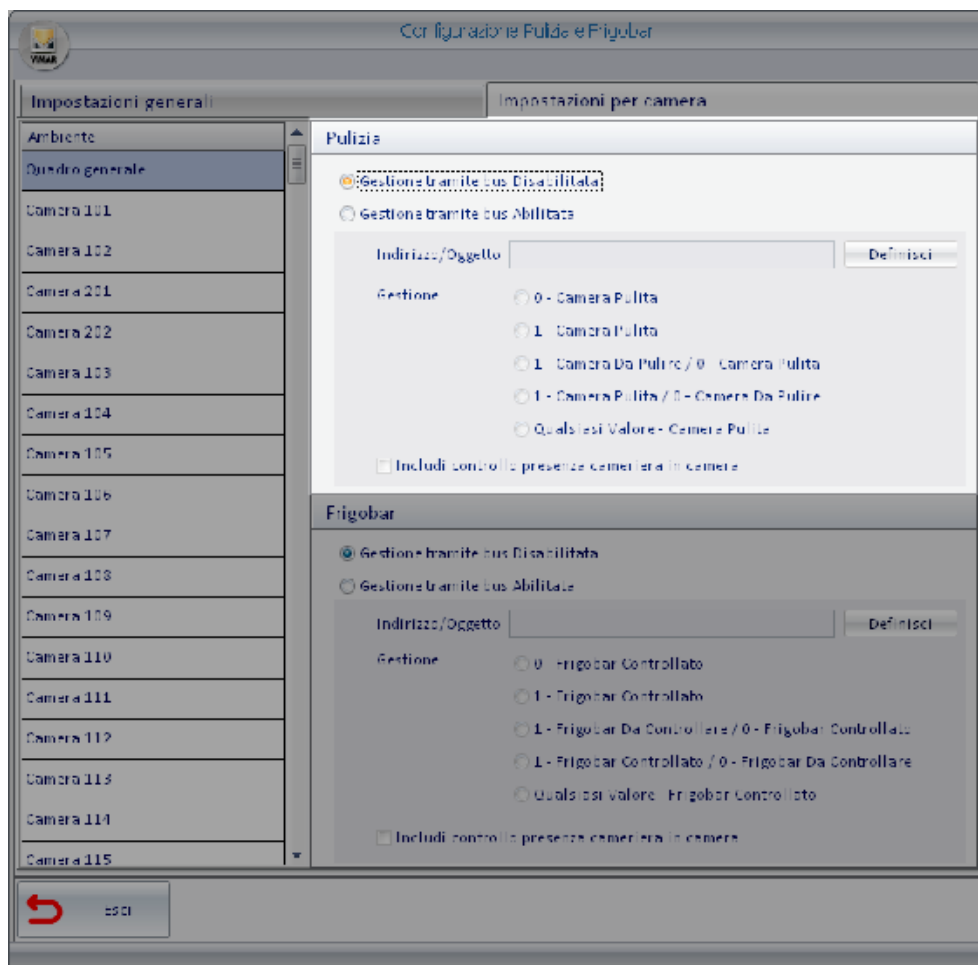 Configurazione Pulizia e Frigobar
VIMAR
Impostazioni generali
Impostazioni per camera
Ambiente
Quadro generale
Camera 101
Camera 102
Camera 201
Camera 202
Camera 103
Camera 104
Camera 105
Camera 106
Camera 107
Camera 108
Camera 109
Camera 110
Camera 111
Camera 112
Camera 113
Camera 114
Camera 115
Pulizia
Gestione tramite bus Disabilitata
Gestione tramite bus Abilitata
Indirizzo/Oggetto
Definisci
Gestione
0 - Camera Pulita
1 - Camera Pulita
1 - Camera Da Pulire / 0 - Camera Pulita
1 - Camera Pulita / 0 - Camera Da Pulire
Qualsiasi Valore - Camera Pulita
Includi controllo presenza cameriera in camera
Frigobar
Gestione tramite bus Disabilitata
Gestione tramite bus Abilitata
Indirizzo/Oggetto
Definisci
Gestione
0 - Frigobar Controllato
1 - Frigobar Controllato
1 - Frigobar Da Controllare / 0 - Frigobar Controllato
1 - Frigobar Controllato / 0 - Frigobar Da Controllare
Qualsiasi Valore - Frigobar Controllato
Includi controllo presenza cameriera in camera
Esci